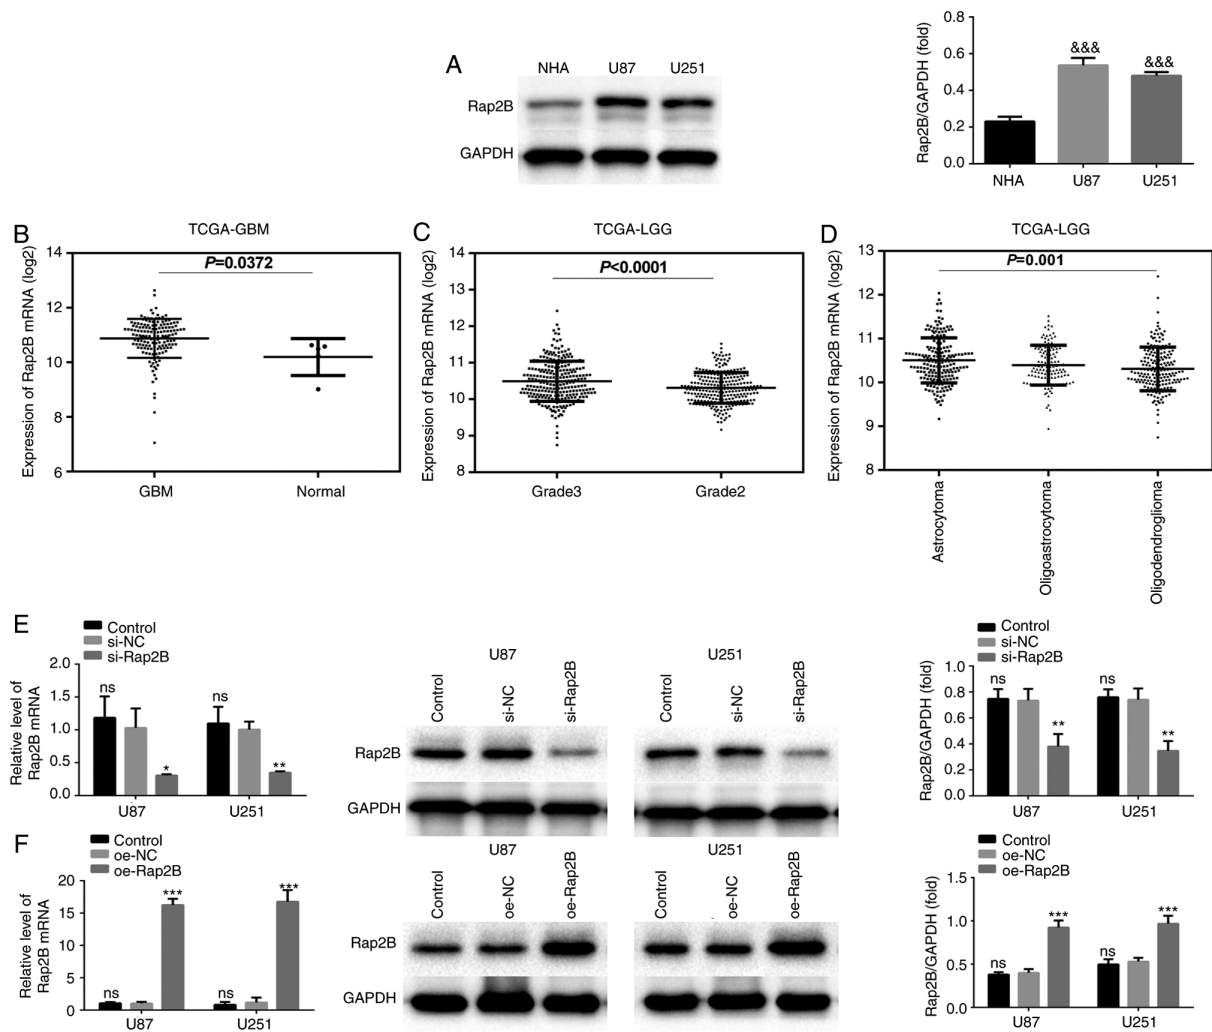 A
NHA U87 U251
Rap2B
GAPDH
Rap2B/GAPDH (fold)
0.8
0.6
0.4
0.2
0.0
&&& &&&
NHA U87 U251
B
TCGA-GBM
Expression of Rap2B mRNA (log2)
14
12
10
8
6
P=0.0372
GBM Normal
C
TCGA-LGG
Expression of Rap2B mRNA (log2)
14
13
12
11
10
9
8
P<0.0001
Grade3 Grade2
D
TCGA-LGG
Expression of Rap2B mRNA (log2)
13
12
11
10
9
8
P=0.001
Astrocytoma
Oligoastrocytoma
Oligodendroglioma
E
Control
si-NC
si-Rap2B
Relative level of
Rap2B mRNA
2.0
1.5
1.0
0.5
0.0
ns * ns **
U87 U251
U87 U251
Control si-NC si-Rap2B Control si-NC si-Rap2B
Rap2B
GAPDH
Control
si-NC
si-Rap2B
Rap2B/GAPDH (fold)
1.0
0.8
0.6
0.4
0.2
0.0
ns ** ns **
U87 U251
F
Control
oe-NC
oe-Rap2B
Relative level of
Rap2B mRNA
20
15
10
5
0
ns *** ns ***
U87 U251
U87 U251
Control oe-NC oe-Rap2B Control oe-NC oe-Rap2B
Rap2B
GAPDH
Control
oe-NC
oe-Rap2B
Rap2B/GAPDH (fold)
1.5
1.0
0.5
0.0
ns *** ns ***
U87 U251